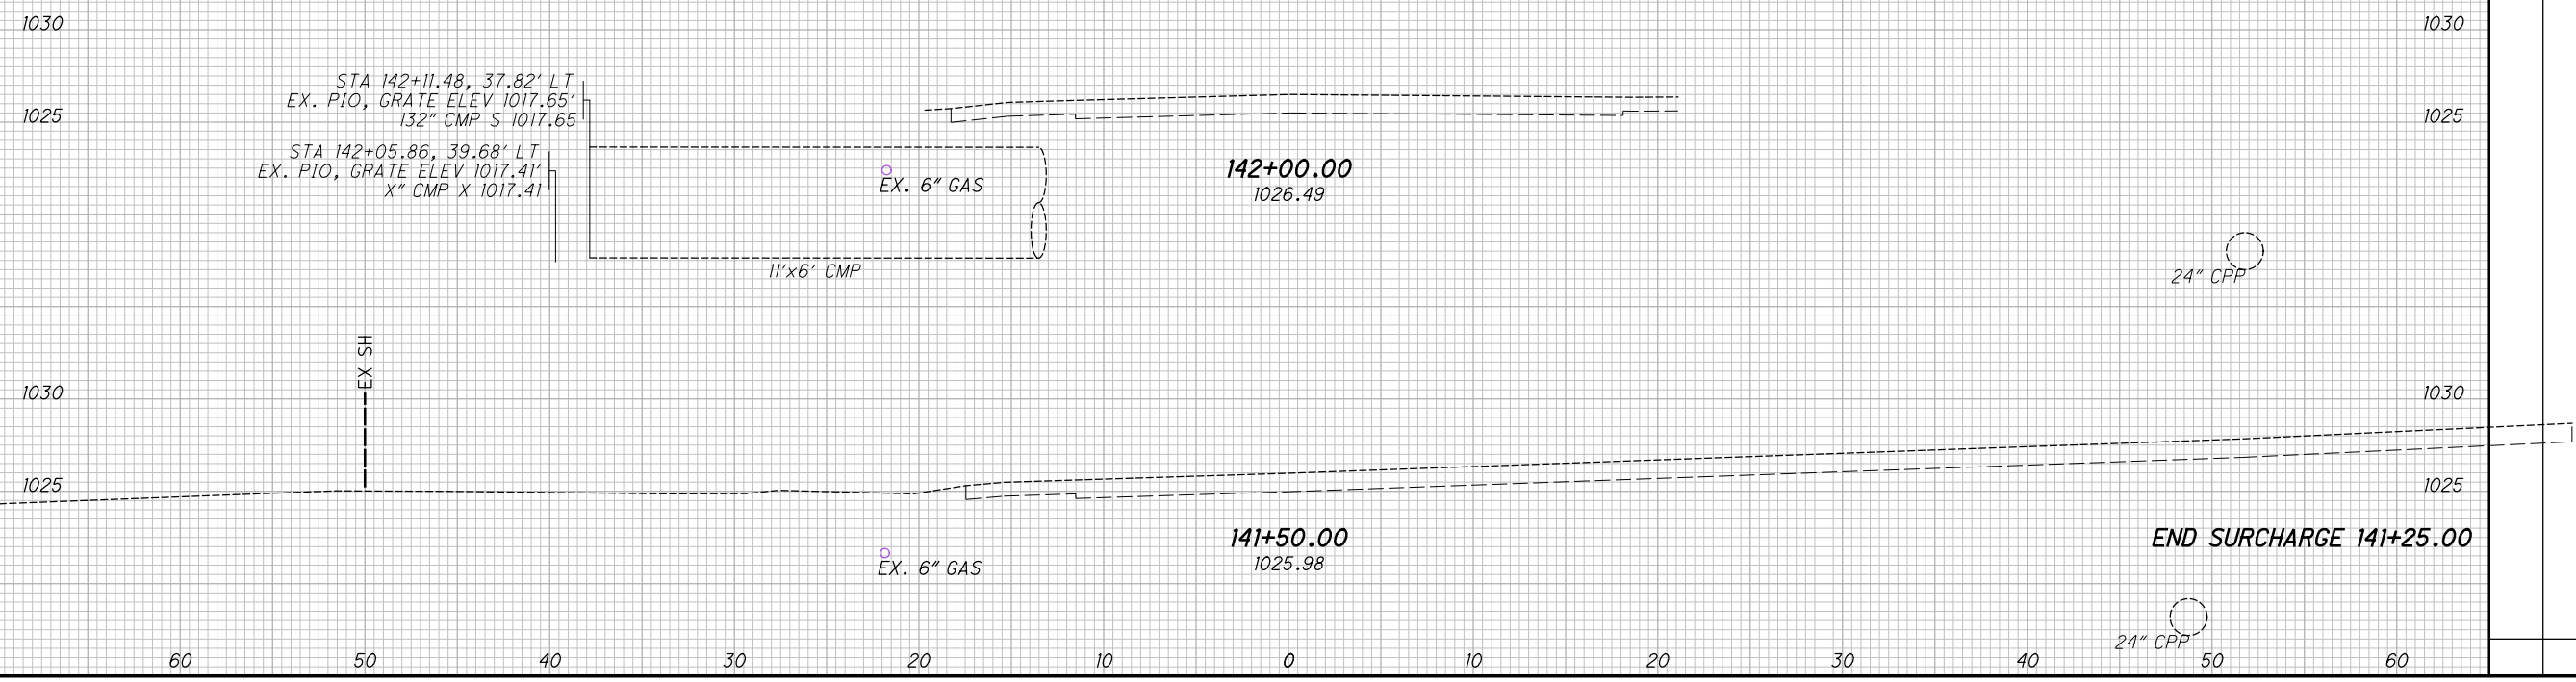 1030 1030
STA 142+11.48, 37.82' LT
EX. PIO, GRATE ELEV 1017.65'
132" CMP S 1017.65
1025 1025
STA 142+05.86, 39.68' LT
EX. PIO, GRATE ELEV 1017.41'
X" CMP X 1017.41
EX. 6" GAS
142+00.00
1026.49
11'x6' CMP
24" CPP
EX SH
1030 1030
1025 1025
141+50.00
1025.98
END SURCHARGE 141+25.00
EX. 6" GAS
24" CPP
60 50 40 30 20 10 0 10 20 30 40 50 60